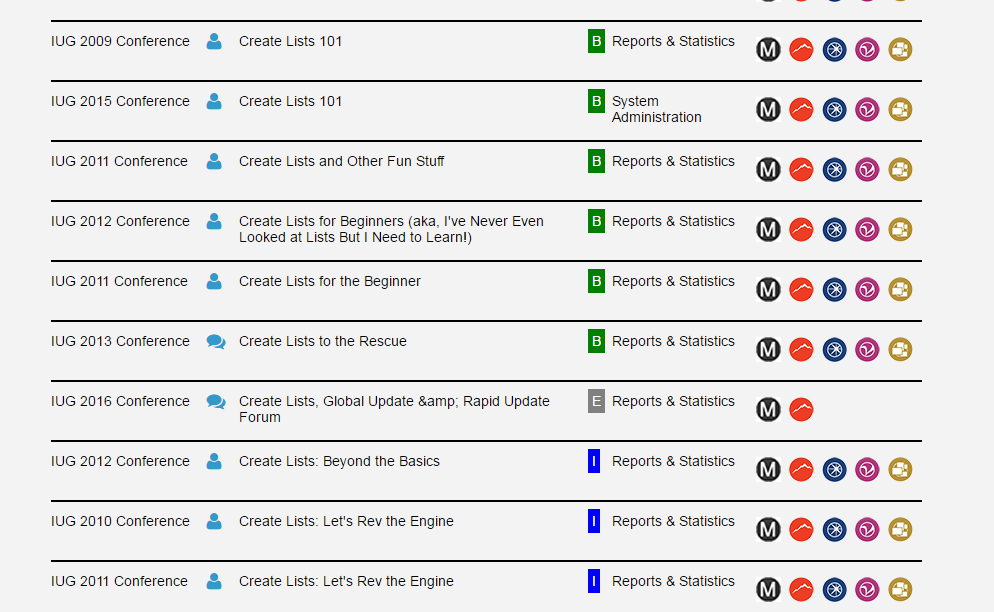 IUG 2009 Conference Create Lists 101 B Reports & Statistics M
IUG 2015 Conference Create Lists 101 B System
Administration M
IUG 2011 Conference Create Lists and Other Fun Stuff B Reports & Statistics M
IUG 2012 Conference Create Lists for Beginners (aka, I've Never Even B Reports & Statistics M
Looked at Lists But I Need to Learn!)
IUG 2011 Conference Create Lists for the Beginner B Reports & Statistics M
IUG 2013 Conference Create Lists to the Rescue B Reports & Statistics M
IUG 2016 Conference Create Lists, Global Update &amp; Rapid Update E Reports & Statistics M
Forum
IUG 2012 Conference Create Lists: Beyond the Basics I Reports & Statistics M
IUG 2010 Conference Create Lists: Let's Rev the Engine I Reports & Statistics M
IUG 2011 Conference Create Lists: Let's Rev the Engine I Reports & Statistics M